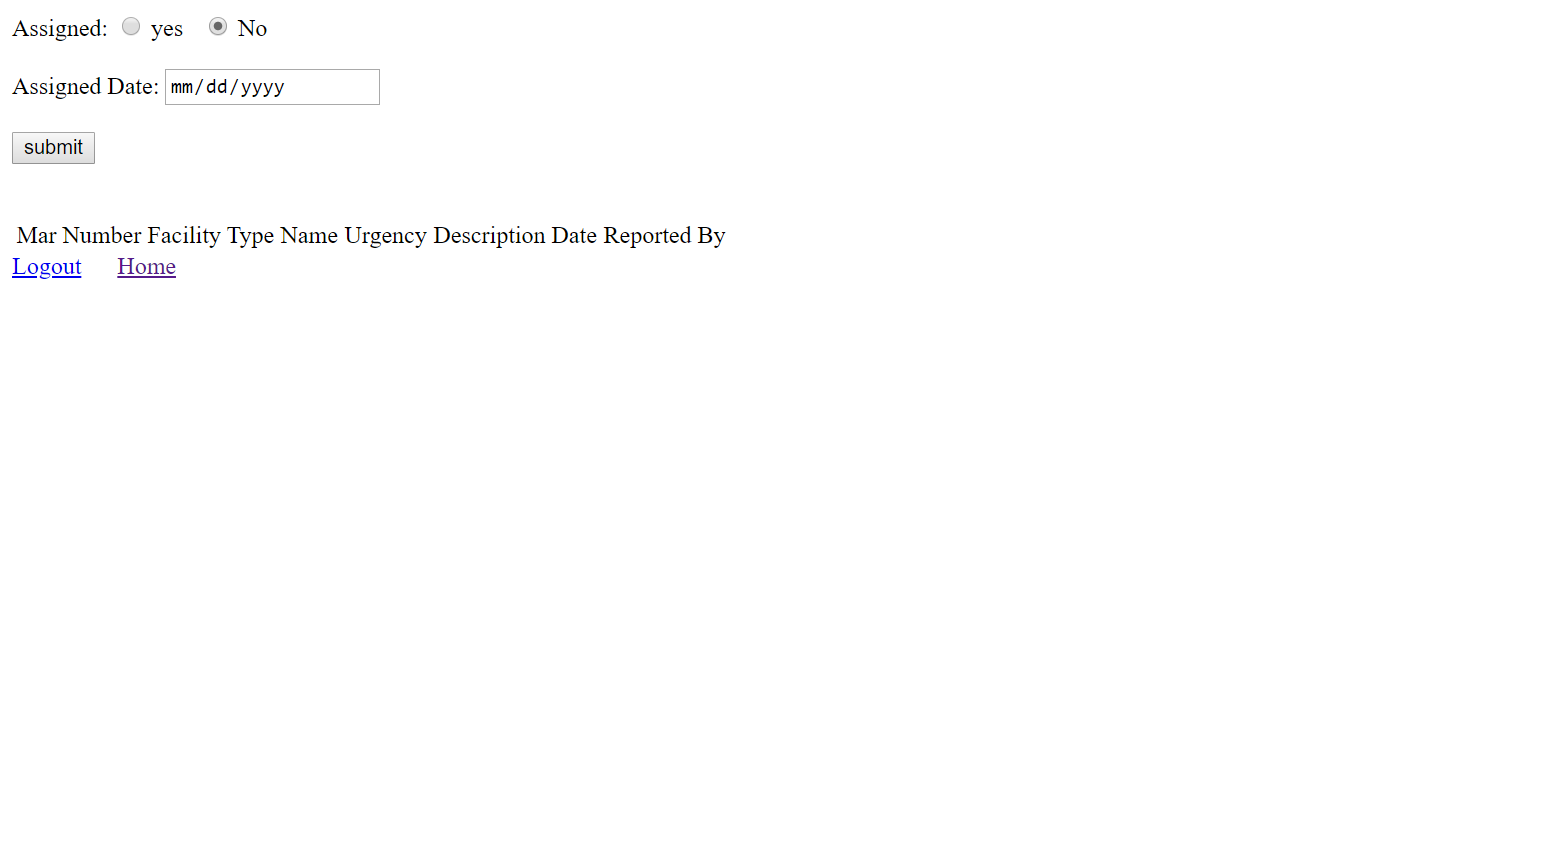 Assigned: yes No
Assigned Date: mm/dd/yyyy
submit
Mar Number Facility Type Name Urgency Description Date Reported By
Logout Home